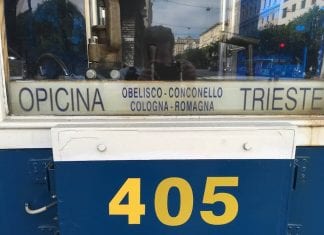 OPICINA OBELISCO - CONCONELLO TRIESTE
COLOGNA - ROMAGNA
405